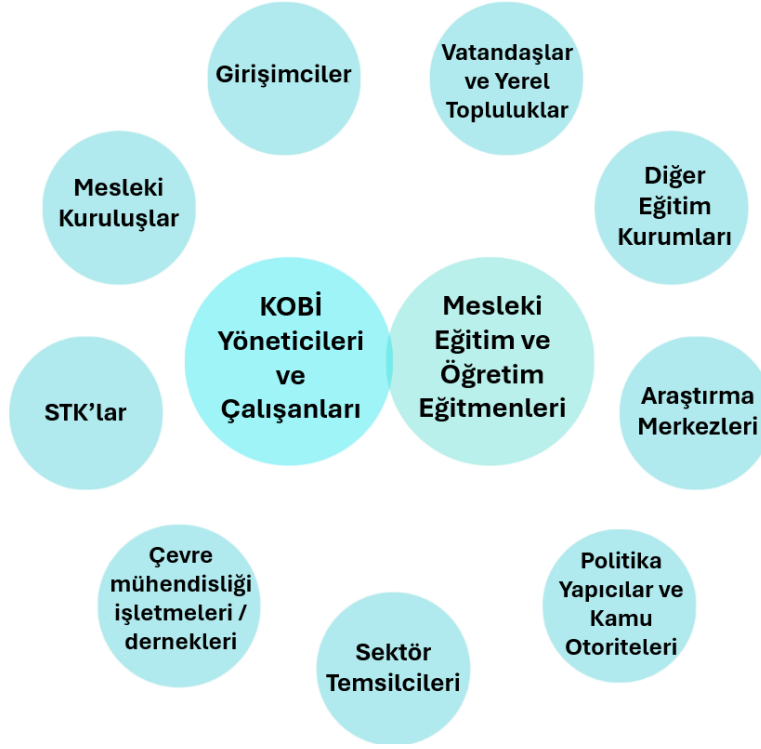 Girişimciler
Vatandaşlar
ve Yerel
Topluluklar
Mesleki
Kuruluşlar
Diğer
Eğitim
Kurumları
KOBİ
Yöneticileri
ve
Çalışanları
Mesleki
Eğitim ve
Öğretim
Eğitmenleri
STK’lar
Araştırma
Merkezleri
Çevre
mühendisliği
işletmeleri /
dernekleri
Sektör
Temsilcileri
Politika
Yapıcılar ve
Kamu
Otoriteleri